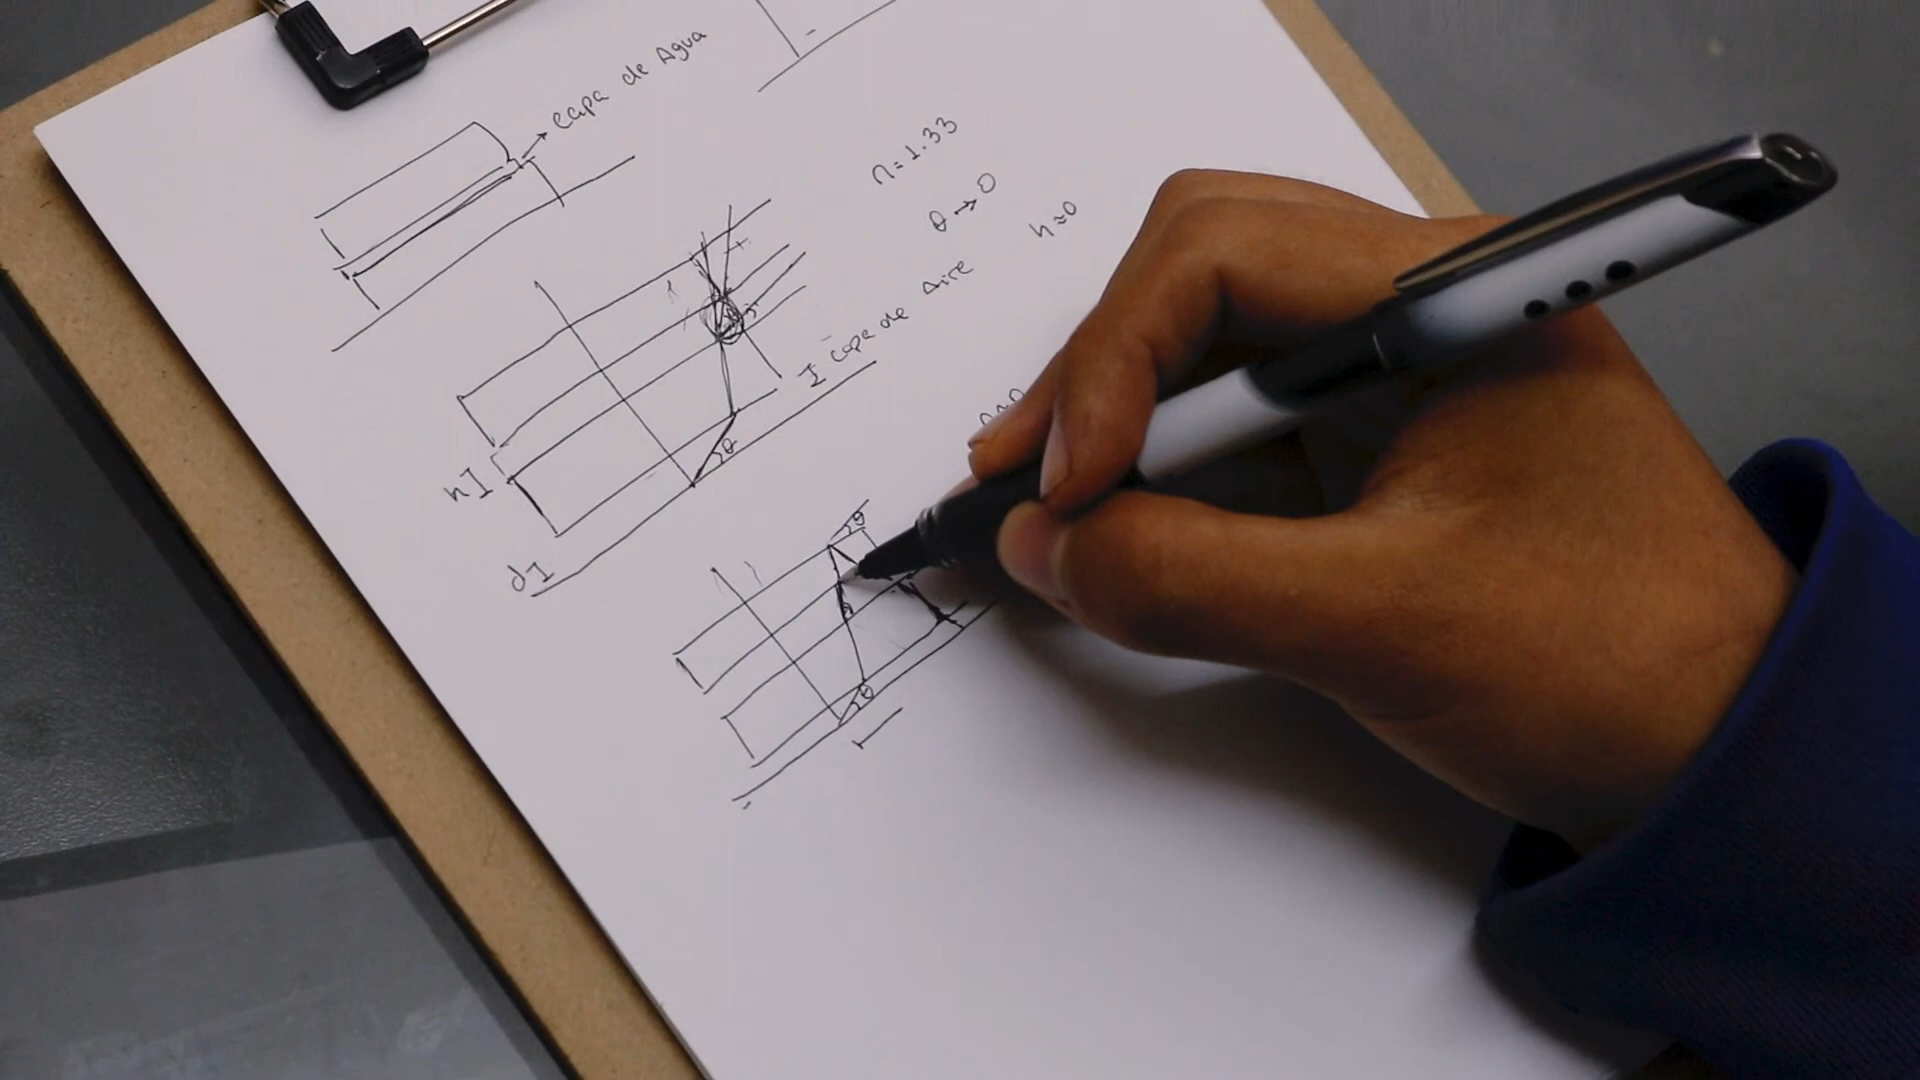 capa de Agua
n=1.33
θ → 0
h≈0
I capa de Aire
h I
θ
d I
θ
θ